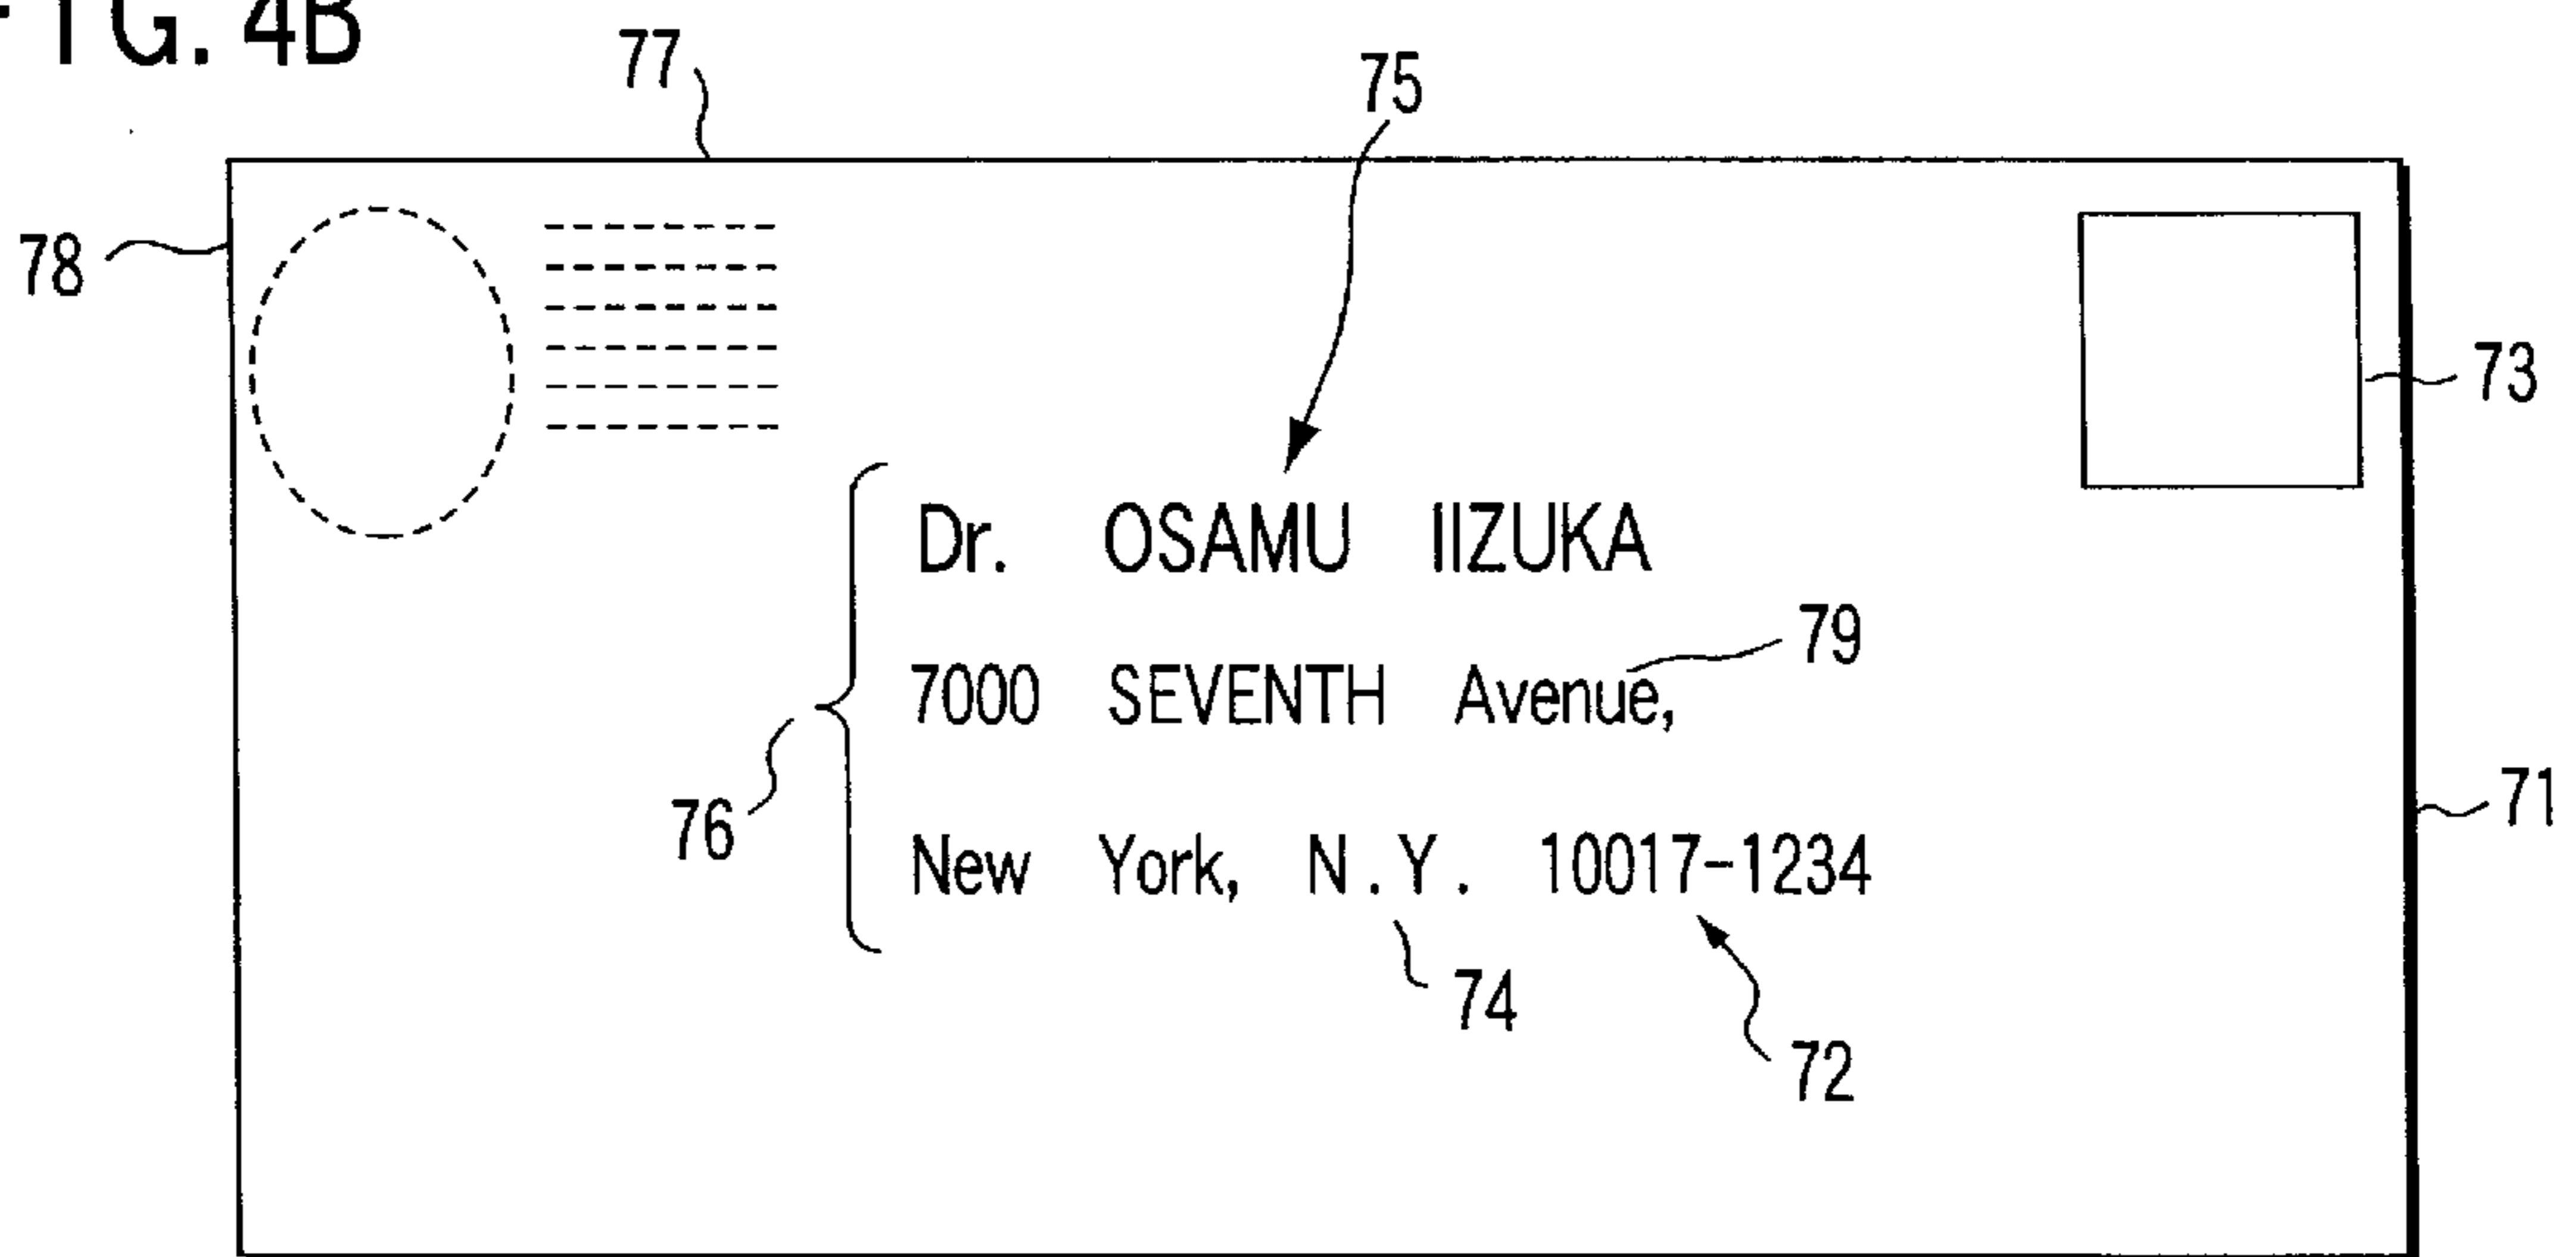 FIG. 4B
77
75
78
73
Dr. OSAMU IIZUKA
79
7000 SEVENTH Avenue,
76
71
New York, N.Y. 10017-1234
74
72